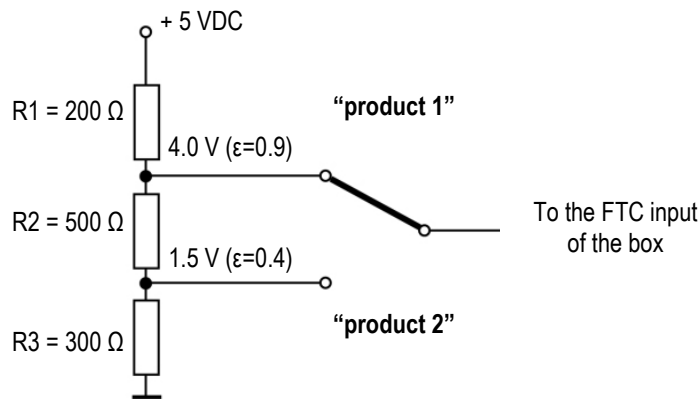 + 5 VDC
R1 = 200 Ω
“product 1”
4.0 V (ε=0.9)
R2 = 500 Ω
To the FTC input
of the box
1.5 V (ε=0.4)
“product 2”
R3 = 300 Ω